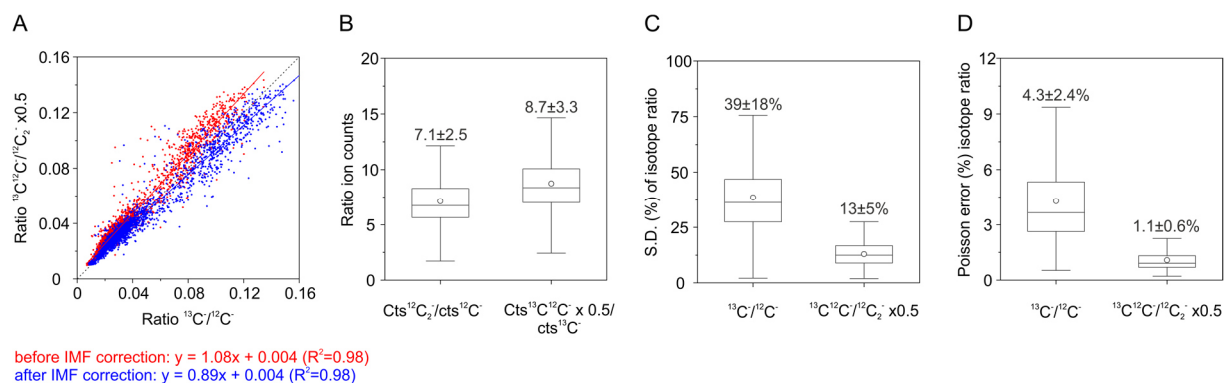 A
Ratio ¹³C¹²C⁻/¹²C₂⁻ x0.5
0.16
0.12
0.08
0.04
0
0
0.04
0.08
0.12
0.16
Ratio ¹³C⁻/¹²C⁻
before IMF correction: y = 1.08x + 0.004 (R²=0.98)
after IMF correction: y = 0.89x + 0.004 (R²=0.98)
B
Ratio ion counts
20
15
10
5
0
7.1±2.5
8.7±3.3
Cts¹²C₂⁻/cts¹²C⁻
Cts¹³C¹²C⁻ x 0.5/
cts¹³C⁻
C
S.D. (%) of isotope ratio
100
75
50
25
0
39±18%
13±5%
¹³C⁻/¹²C⁻
¹³C¹²C⁻/¹²C₂⁻ x0.5
D
Poisson error (%) isotope ratio
12
9
6
3
0
4.3±2.4%
1.1±0.6%
¹³C⁻/¹²C⁻
¹³C¹²C⁻/¹²C₂⁻ x0.5